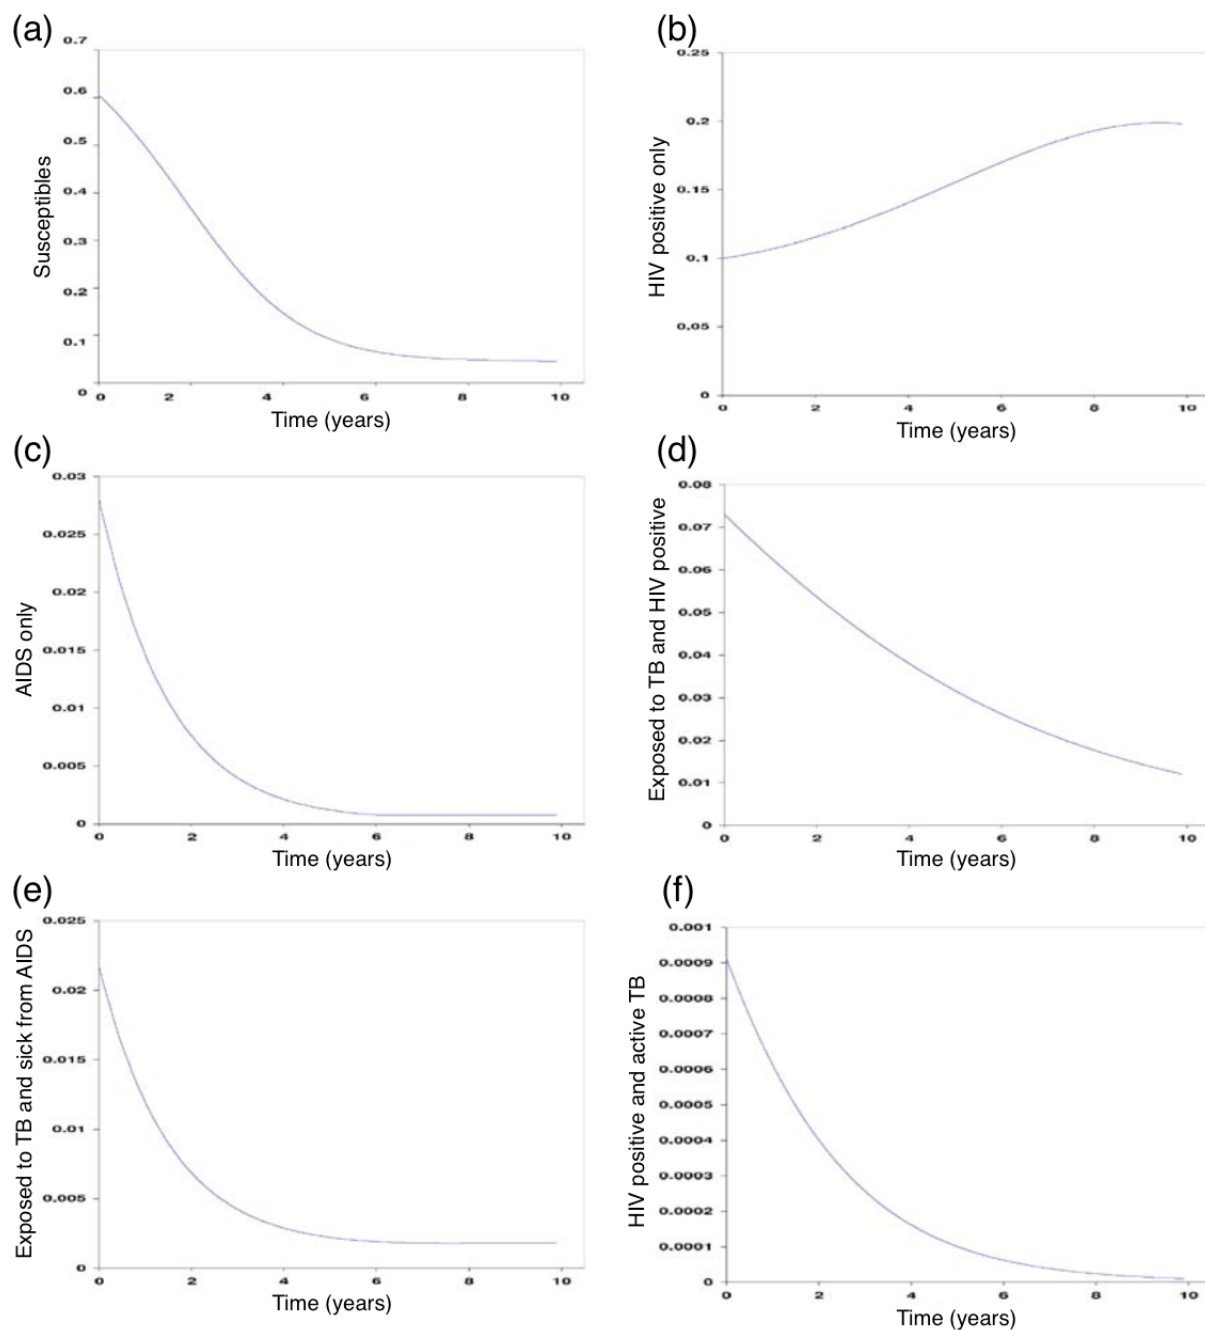 (a)
0.7
0.6
0.5
0.4
0.3
0.2
0.1
0
0 2 4 6 8 10
Susceptibles
Time (years)
(b)
0.25
0.2
0.15
0.1
0.05
0
0 2 4 6 8 10
HIV positive only
Time (years)
(c)
0.03
0.025
0.02
0.015
0.01
0.005
0
0 2 4 6 8 10
AIDS only
Time (years)
(d)
0.08
0.07
0.06
0.05
0.04
0.03
0.02
0.01
0
0 2 4 6 8 10
Exposed to TB and HIV positive
Time (years)
(e)
0.025
0.02
0.015
0.01
0.005
0
0 2 4 6 8 10
Exposed to TB and sick from AIDS
Time (years)
(f)
0.001
0.0009
0.0008
0.0007
0.0006
0.0005
0.0004
0.0003
0.0002
0.0001
0
0 2 4 6 8 10
HIV positive and active TB
Time (years)